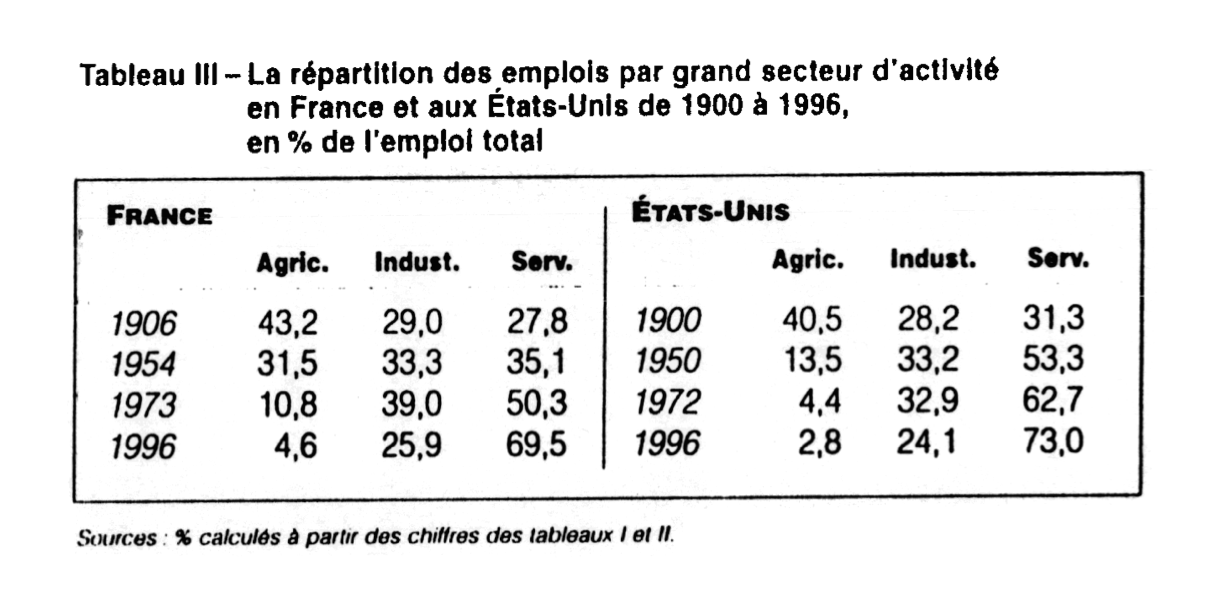 Tableau III – La répartition des emplois par grand secteur d'activité
en France et aux États-Unis de 1900 à 1996,
en % de l'emploi total
FRANCE ÉTATS-UNIS
Agric. Indust. Serv. Agric. Indust. Serv.
1906 43,2 29,0 27,8 1900 40,5 28,2 31,3
1954 31,5 33,3 35,1 1950 13,5 33,2 53,3
1973 10,8 39,0 50,3 1972 4,4 32,9 62,7
1996 4,6 25,9 69,5 1996 2,8 24,1 73,0
Sources : % calculés à partir des chiffres des tableaux I et II.